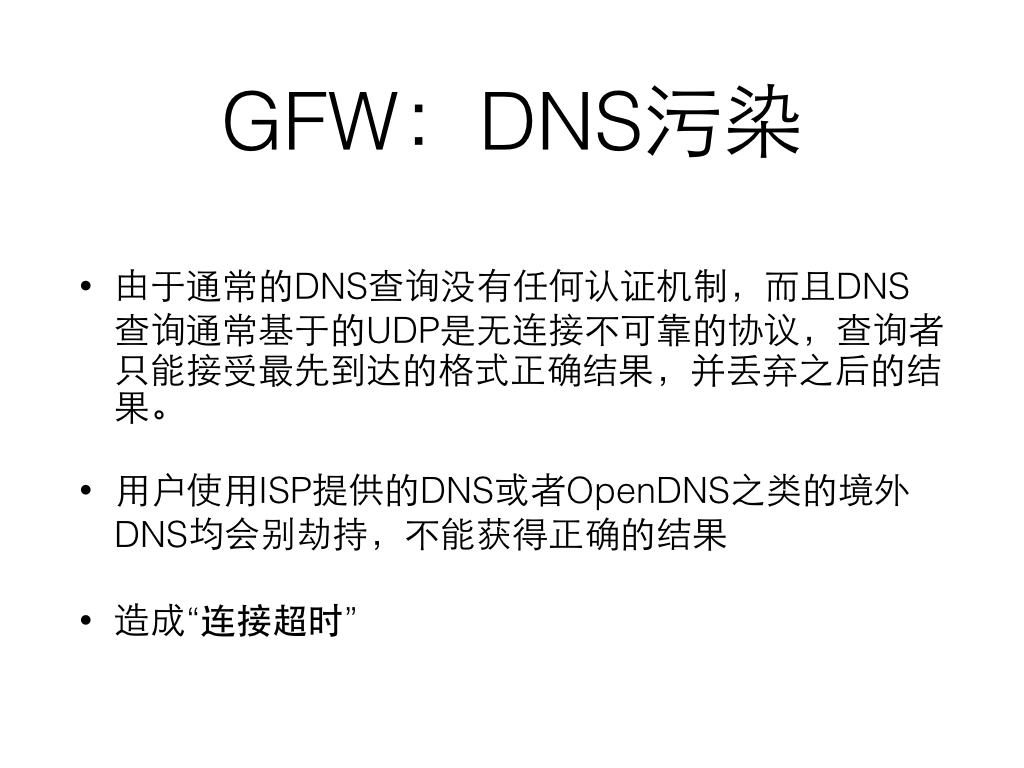 GFW：DNS污染
• 由于通常的DNS查询没有任何认证机制，而且DNS
查询通常基于的UDP是无连接不可靠的协议，查询者
只能接受最先到达的格式正确结果，并丢弃之后的结
果。
• 用户使用ISP提供的DNS或者OpenDNS之类的境外
DNS均会别劫持，不能获得正确的结果
• 造成“连接超时”